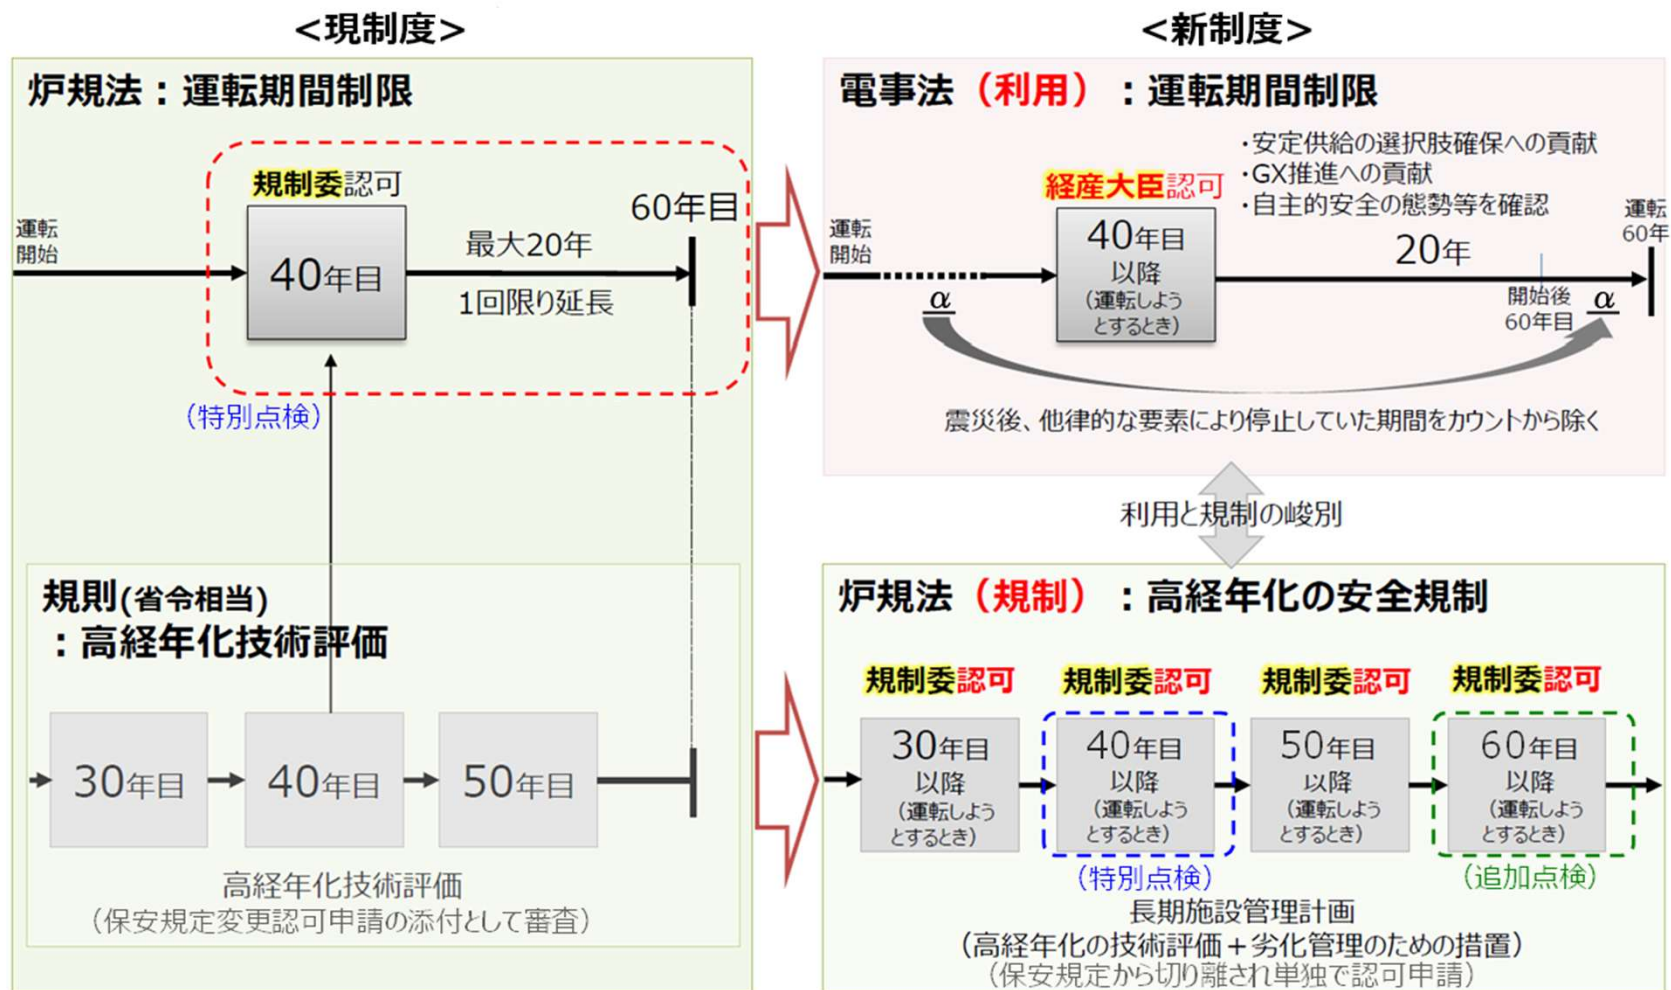 <現制度>
炉規法：運転期間制限
規制委認可
運転
開始
40年目
最大20年
1回限り延長
60年目
（特別点検）
規則(省令相当)
：高経年化技術評価
30年目
40年目
50年目
高経年化技術評価
（保安規定変更認可申請の添付として審査）
<新制度>
電事法（利用）：運転期間制限
・安定供給の選択肢確保への貢献
・GX推進への貢献
・自主的安全の態勢等を確認
経産大臣認可
運転
開始
α
40年目
以降
（運転しよう
とするとき）
20年
開始後
60年目
α
運転
60年
震災後、他律的な要素により停止していた期間をカウントから除く
利用と規制の峻別
炉規法（規制）：高経年化の安全規制
規制委認可
規制委認可
規制委認可
規制委認可
30年目
以降
（運転しよう
とするとき）
40年目
以降
（運転しよう
とするとき）
50年目
以降
（運転しよう
とするとき）
60年目
以降
（運転しよう
とするとき）
（特別点検）
（追加点検）
長期施設管理計画
（高経年化の技術評価＋劣化管理のための措置）
（保安規定から切り離され単独で認可申請）